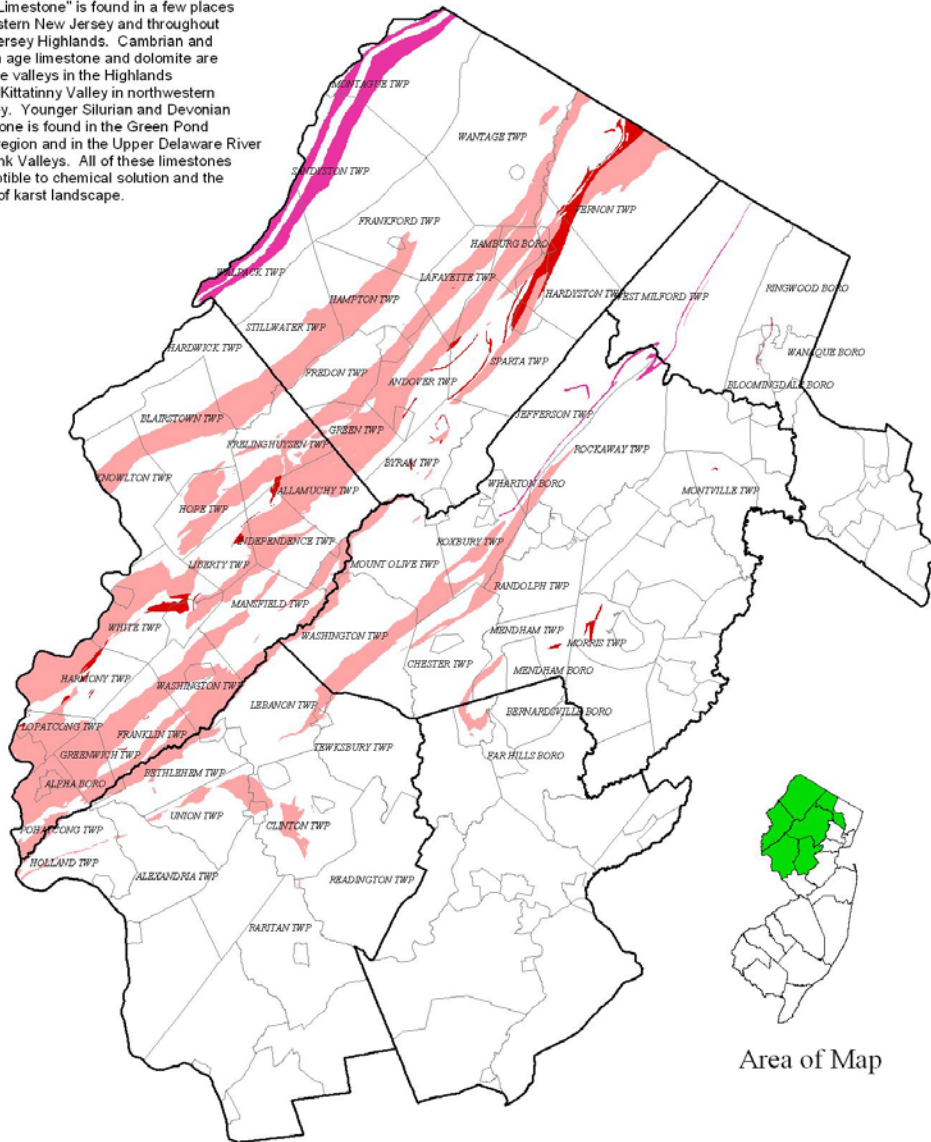 Limestone" is found in a few places
stern New Jersey and throughout
ersey Highlands. Cambrian and
age limestone and dolomite are
e valleys in the Highlands
Kittatinny Valley in northwestern
ey. Younger Silurian and Devonian
one is found in the Green Pond
region and in the Upper Delaware River
nk Valleys. All of these limestones
ptible to chemical solution and the
of karst landscape.
MONTAGUE TWP
WANTAGE TWP
SANDYSTON TWP
VERNON TWP
FRANKFORD TWP
HAMBURG BORO
WALPACK TWP
LAFAYETTE TWP
HARDYSTON TWP
WEST MILFORD TWP
RINGWOOD BORO
HAMPTON TWP
STILLWATER TWP
HARDWICK TWP
WANAQUE BORO
SPARTA TWP
FREDON TWP
ANDOVER TWP
BLOOMINGDALE BORO
BLAIRSTOWN TWP
JEFFERSON TWP
GREEN TWP
FRELINGHUYSEN TWP
ROCKAWAY TWP
BYRAM TWP
KNOWLTON TWP
WHARTON BORO
ALLAMUCHY TWP
MONTVILLE TWP
HOPE TWP
INDEPENDENCE TWP
ROXBURY TWP
LIBERTY TWP
MOUNT OLIVE TWP
RANDOLPH TWP
MANSFIELD TWP
WHITE TWP
MENDHAM TWP
WASHINGTON TWP
MORRIS TWP
CHESTER TWP
MENDHAM BORO
HARMONY TWP
WASHINGTON TWP
LEBANON TWP
BERNARDSVILLE BORO
LOPATCONG TWP
FRANKLIN TWP
TEWKSBURY TWP
GREENWICH TWP
FAR HILLS BORO
BETHLEHEM TWP
ALPHA BORO
UNION TWP
CLINTON TWP
POHATCONG TWP
HOLLAND TWP
ALEXANDRIA TWP
READINGTON TWP
RARITAN TWP
Area of Map